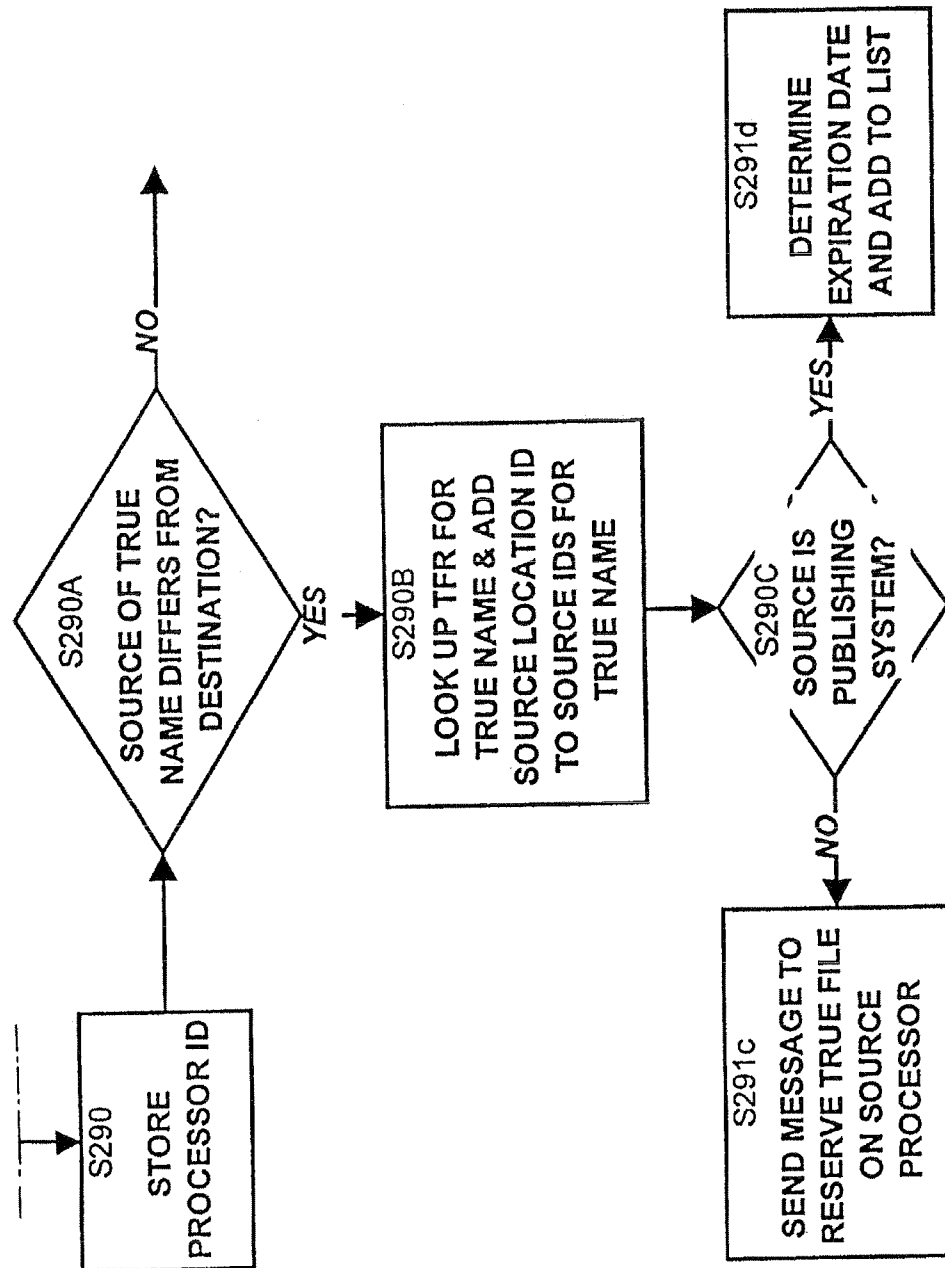 S290
STORE
PROCESSOR ID
S290A
SOURCE OF TRUE
NAME DIFFERS FROM
DESTINATION?
NO
YES
S290B
LOOK UP TFR FOR
TRUE NAME & ADD
SOURCE LOCATION ID
TO SOURCE IDS FOR
TRUE NAME
S290C
SOURCE IS
PUBLISHING
SYSTEM?
NO
YES
S291c
SEND MESSAGE TO
RESERVE TRUE FILE
ON SOURCE
PROCESSOR
S291d
DETERMINE
EXPIRATION DATE
AND ADD TO LIST